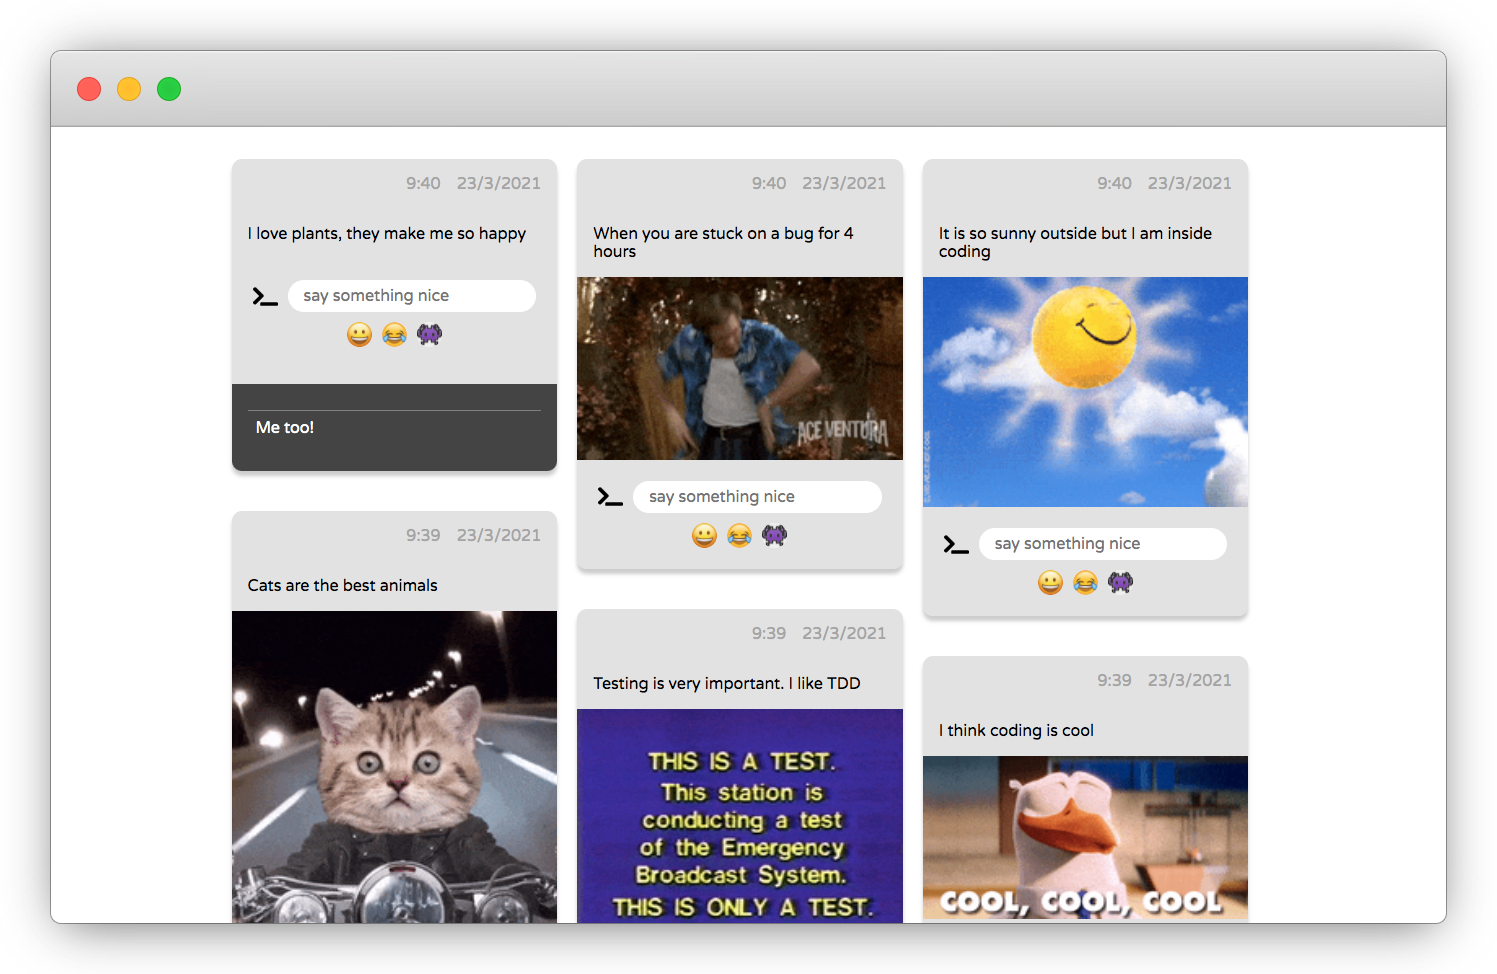 9:40 23/3/2021
I love plants, they make me so happy
say something nice
Me too!
9:39 23/3/2021
Cats are the best animals
9:40 23/3/2021
When you are stuck on a bug for 4
hours
ACE VENTURA
say something nice
9:39 23/3/2021
Testing is very important. I like TDD
THIS IS A TEST.
This station is
conducting a test
of the Emergency
Broadcast System.
THIS IS ONLY A TEST.
9:40 23/3/2021
It is so sunny outside but I am inside
coding
say something nice
9:39 23/3/2021
I think coding is cool
COOL, COOL, COOL